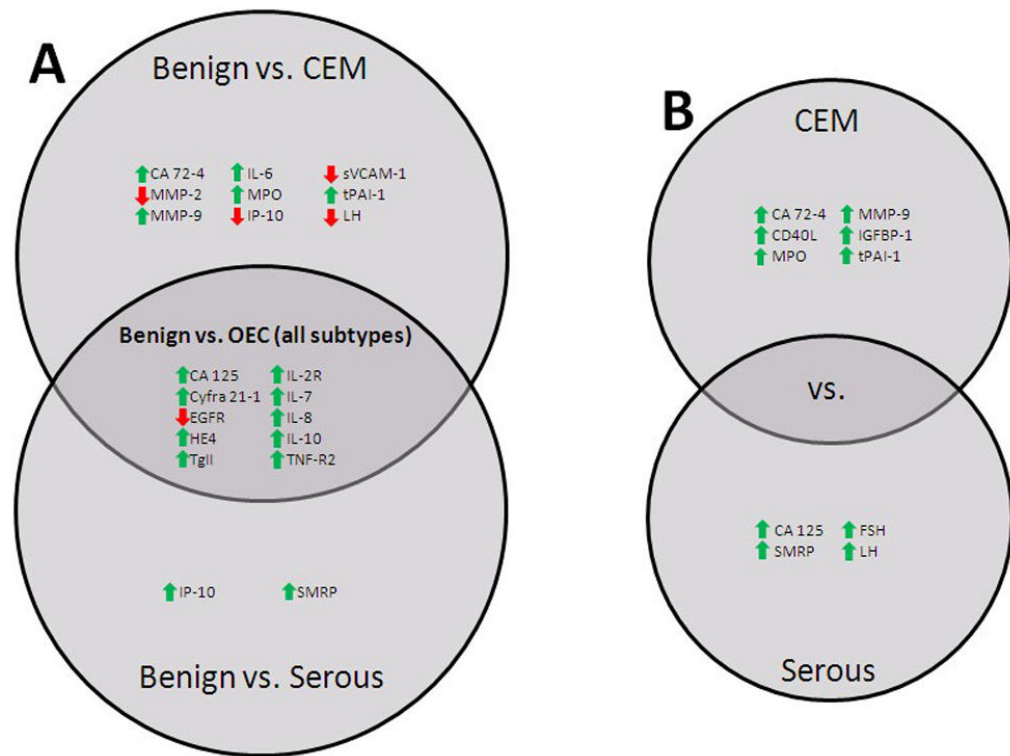 A
Benign vs. CEM
CA 72-4 IL-6 sVCAM-1
MMP-2 MPO tPAI-1
MMP-9 IP-10 LH
Benign vs. OEC (all subtypes)
CA 125 IL-2R
Cyfra 21-1 IL-7
EGFR IL-8
HE4 IL-10
TgII TNF-R2
IP-10 SMRP
Benign vs. Serous
B
CEM
CA 72-4 MMP-9
CD40L IGFBP-1
MPO tPAI-1
vs.
CA 125 FSH
SMRP LH
Serous